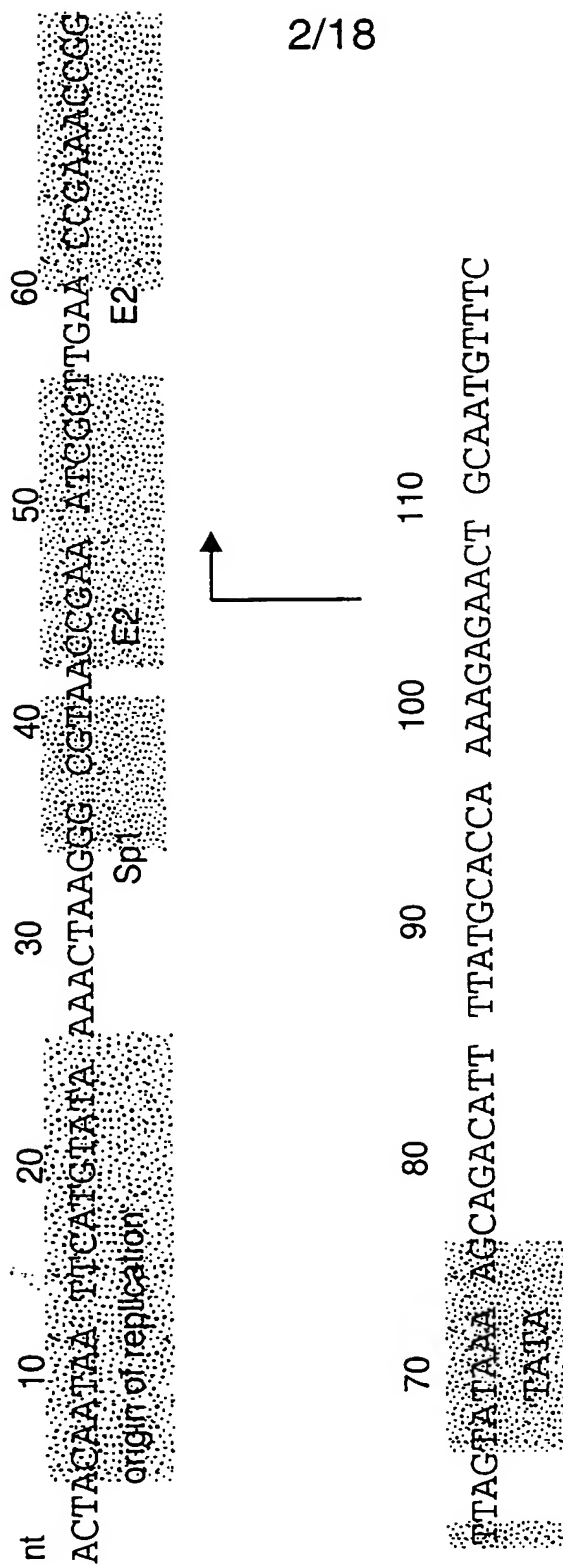 2/18
nt 10 20 30 40 50 60
ACTACAATAA TTCATGTATA AAACTAAGGG CGTAACCGAA ATCGGTTGAA CCGAAACCGG
origin of replication Sp1 E2 E2
70 80 90 100 110
TTAGTATAAA AGCAGACATT TTATGCACCA AAAGAGAACT GCAATGTTTC
TATA